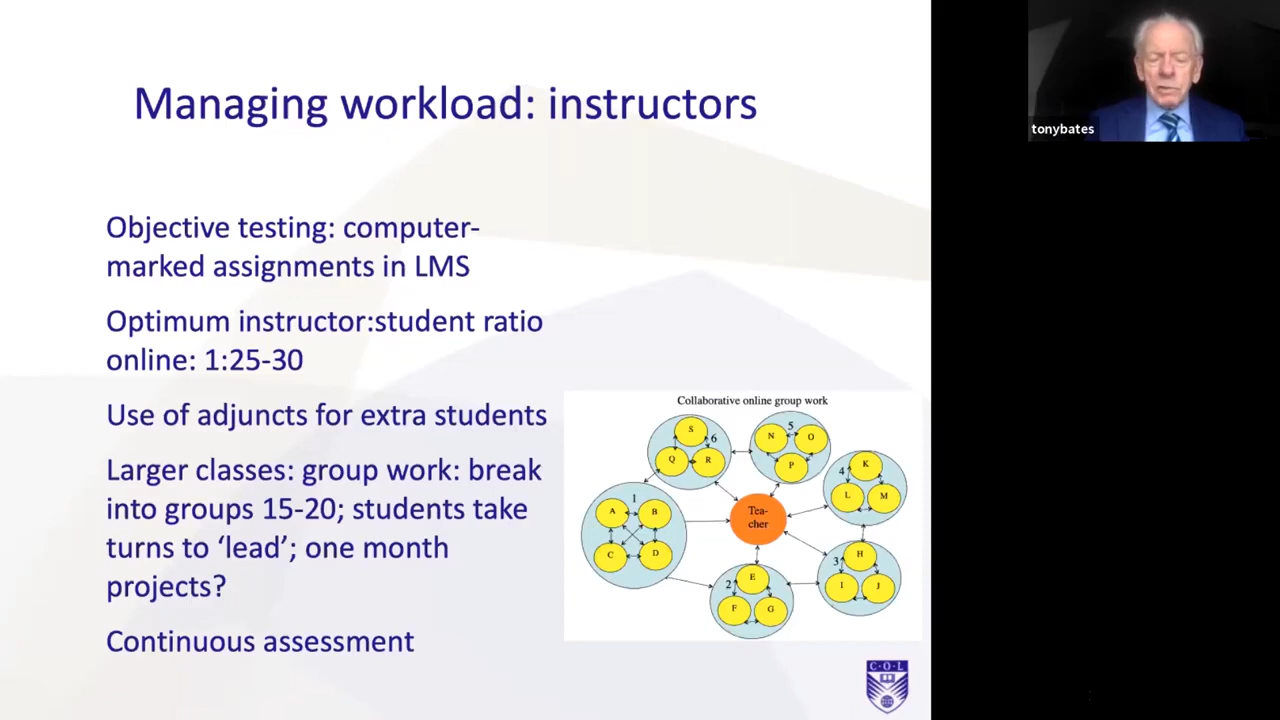 Managing workload: instructors
tonybates
Objective testing: computer-
marked assignments in LMS
Optimum instructor:student ratio
online: 1:25-30
Use of adjuncts for extra students
Larger classes: group work: break
into groups 15-20; students take
turns to ‘lead’; one month
projects?
Continuous assessment
Collaborative online group work
S
6
Q
R
5
N
O
P
4
K
L
M
1
A
B
C
D
Tea-
cher
3
H
I
J
2
E
F
G
C·O·L